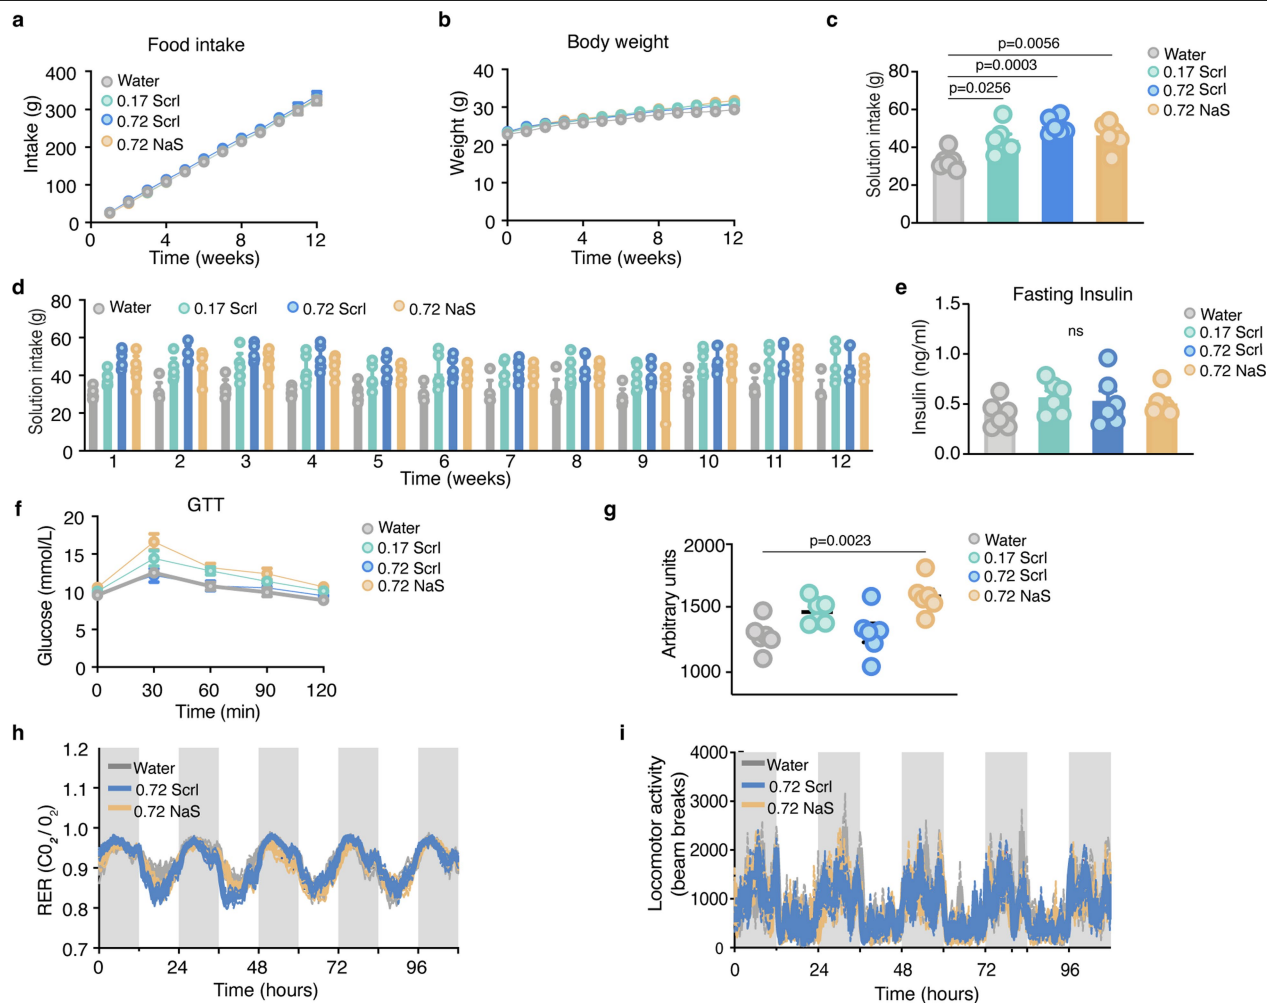 a
Food intake
400
300
200
100
0
Intake (g)
Water
0.17 Scrl
0.72 Scrl
0.72 NaS
0 4 8 12
Time (weeks)
b
Body weight
40
30
20
10
0
Weight (g)
0 4 8 12
Time (weeks)
c
p=0.0056
p=0.0003
p=0.0256
80
60
40
20
0
Solution intake (g)
Water
0.17 Scrl
0.72 Scrl
0.72 NaS
d
Water 0.17 Scrl 0.72 Scrl 0.72 NaS
80
60
40
20
0
Solution intake (g)
1 2 3 4 5 6 7 8 9 10 11 12
Time (weeks)
e
Fasting Insulin
ns
1.5
1.0
0.5
0.0
Insulin (ng/ml)
Water
0.17 Scrl
0.72 Scrl
0.72 NaS
f
GTT
20
15
10
5
0
Glucose (mmol/L)
0 30 60 90 120
Time (min)
Water
0.17 Scrl
0.72 Scrl
0.72 NaS
g
p=0.0023
2000
1500
1000
Arbitrary units
Water
0.17 Scrl
0.72 Scrl
0.72 NaS
h
1.2
1.1
1.0
0.9
0.8
0.7
RER (C0₂/ 0₂)
Water
0.72 Scrl
0.72 NaS
0 24 48 72 96
Time (hours)
i
4000
3000
2000
1000
0
Locomotor activity
(beam breaks)
Water
0.72 Scrl
0.72 NaS
0 24 48 72 96
Time (hours)